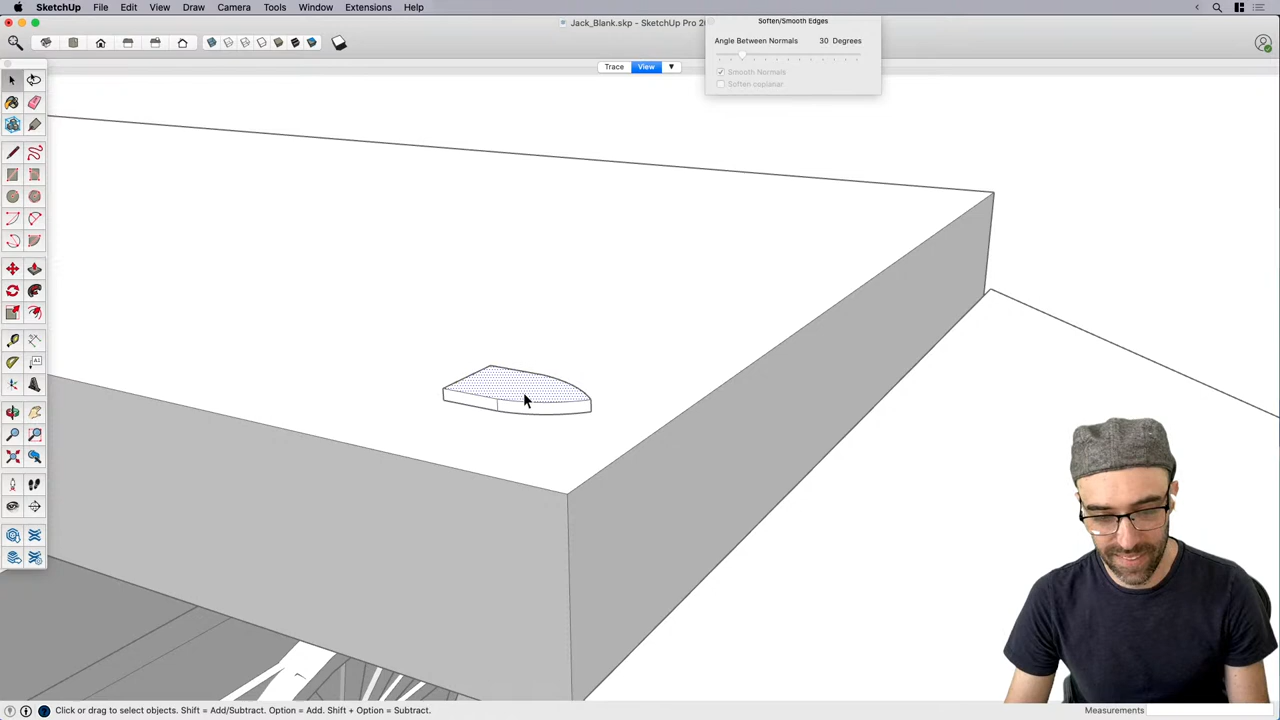 SketchUp File Edit View Draw Camera Tools Window Extensions Help
Jack_Blank.skp - SketchUp Pro 20
Soften/Smooth Edges
Angle Between Normals 30 Degrees
Smooth Normals
Soften coplanar
Trace View
Click or drag to select objects. Shift = Add/Subtract. Option = Add. Shift + Option = Subtract.
Measurements